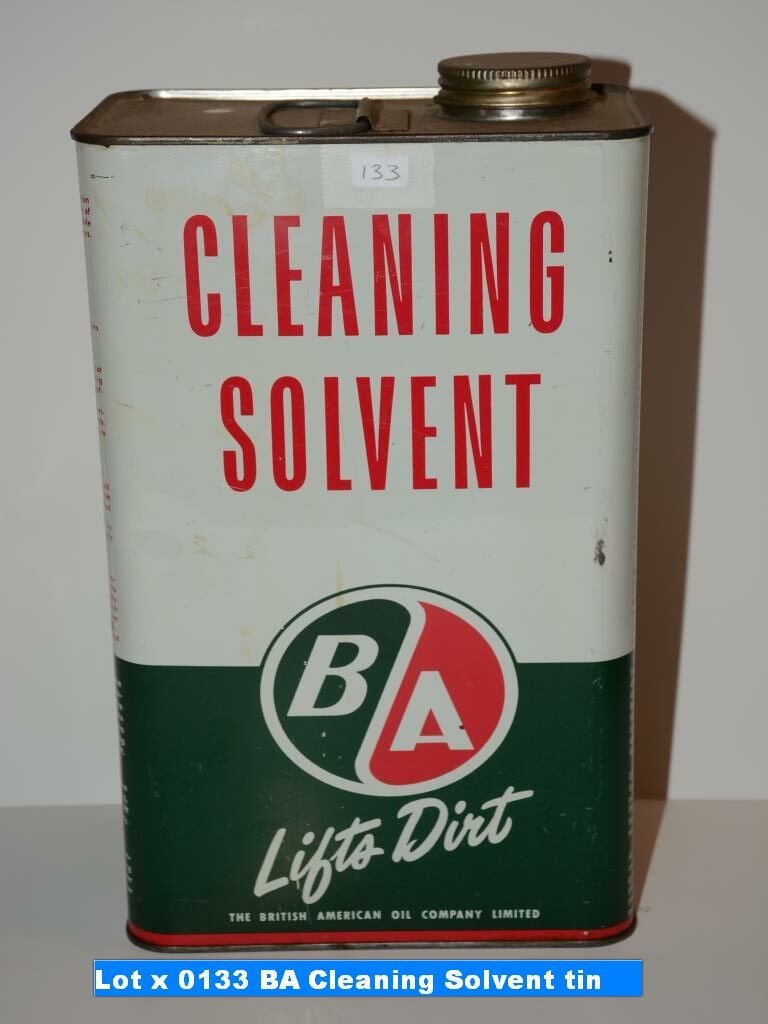 133
CLEANING
SOLVENT
BA
Lifts Dirt
THE BRITISH AMERICAN OIL COMPANY LIMITED
Lot x 0133 BA Cleaning Solvent tin